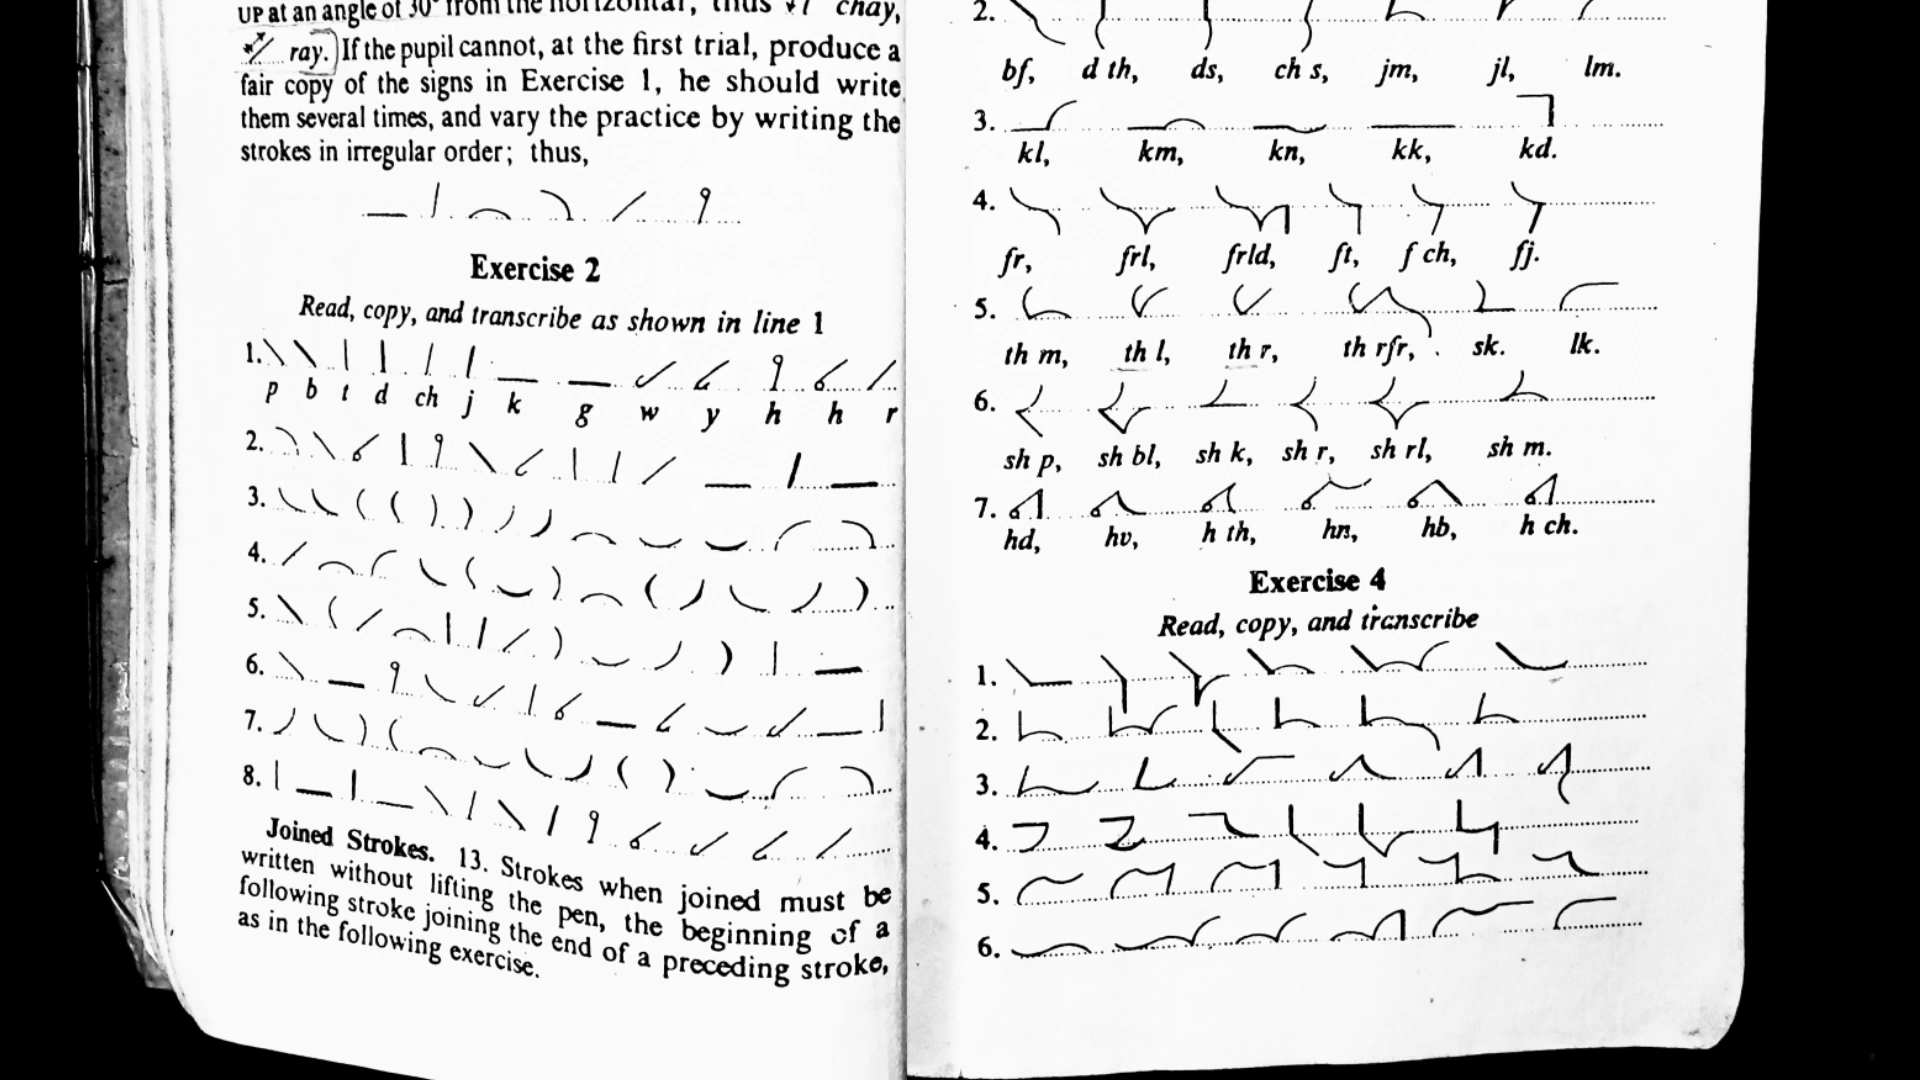 UP at an angle of 30° from the horizontal, thus chay,
ray. If the pupil cannot, at the first trial, produce a
fair copy of the signs in Exercise 1, he should write
them several times, and vary the practice by writing the
strokes in irregular order; thus,
Exercise 2
Read, copy, and transcribe as shown in line 1
1.
p b t d ch j k g w y h h r
2.
3.
4.
5.
6.
7.
8.
Joined Strokes. 13. Strokes when joined must be
written without lifting the pen, the beginning of a
following stroke joining the end of a preceding stroke,
as in the following exercise.
2.
bf, d th, ds, ch s, jm, jl, lm.
3.
kl, km, kn, kk, kd.
4.
fr, frl, frld, ft, f ch, fj.
5.
th m, th l, th r, th rfr, sk. lk.
6.
sh p, sh bl, sh k, sh r, sh rl, sh m.
7.
hd, hv, h th, hn, hb, h ch.
Exercise 4
Read, copy, and transcribe
1.
2.
3.
4.
5.
6.